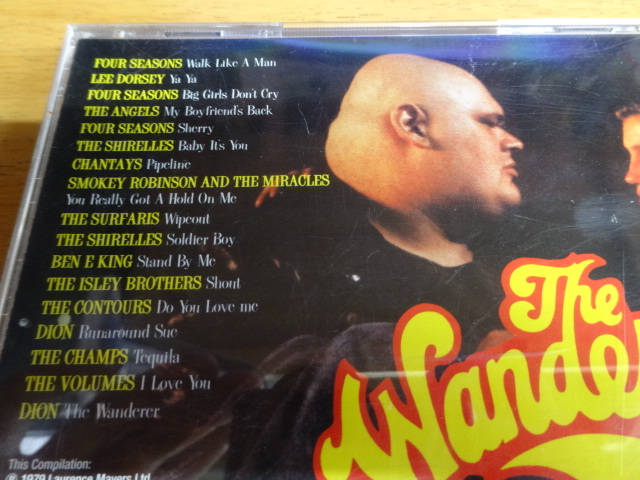 FOUR SEASONS Walk Like A Man
LEE DORSEY Ya Ya
FOUR SEASONS Big Girls Don't Cry
THE ANGELS My Boyfriend's Back
FOUR SEASONS Sherry
THE SHIRELLES Baby It's You
CHANTAYS Pipeline
SMOKEY ROBINSON AND THE MIRACLES
You Really Got A Hold On Me
THE SURFARIS Wipeout
THE SHIRELLES Soldier Boy
BEN E KING Stand By Me
THE ISLEY BROTHERS Shout
THE CONTOURS Do You Love me
DION Runaround Sue
THE CHAMPS Tequila
THE VOLUMES I Love You
DION The Wanderer
The
Wande
This Compilation:
℗ 1979 Laurence Mayers Ltd